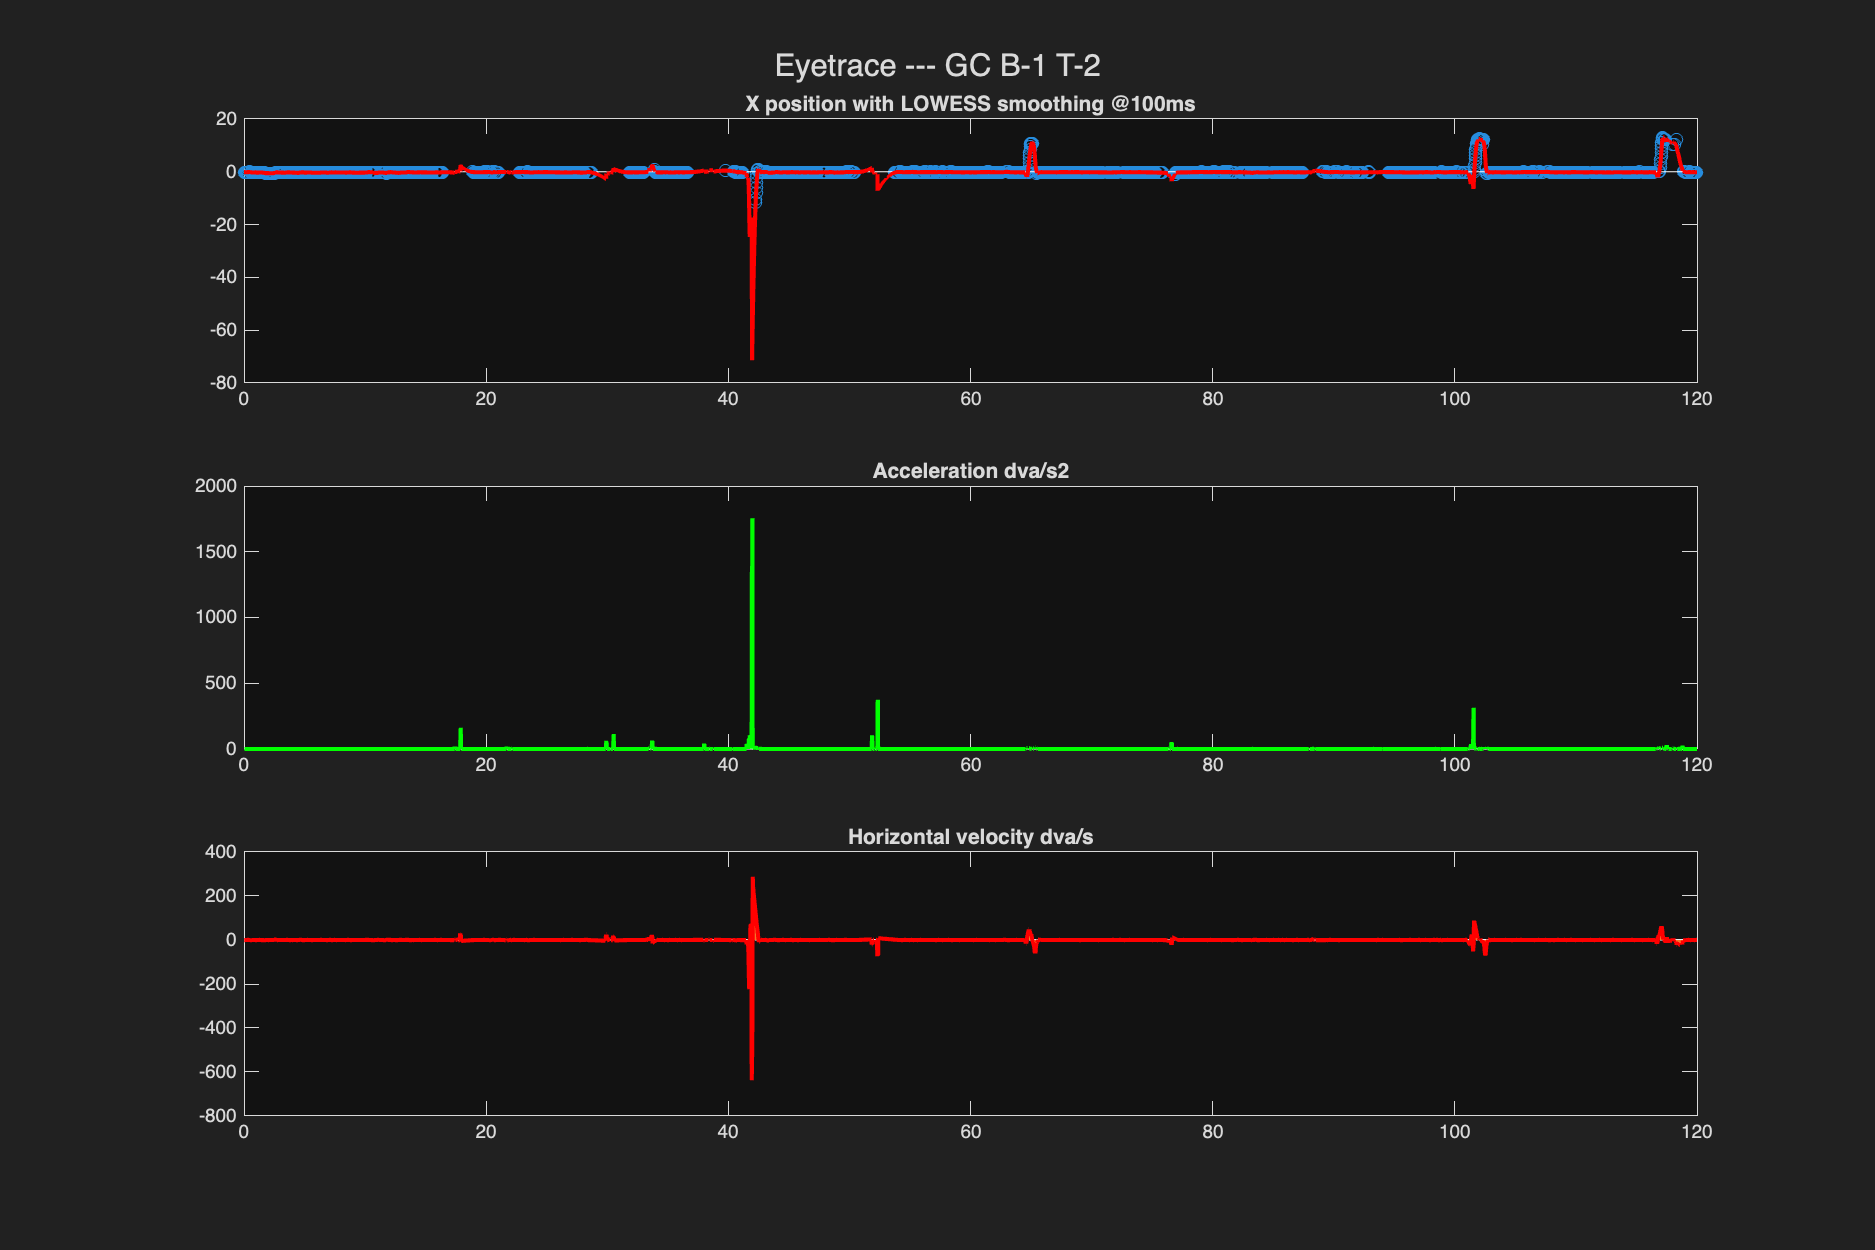 Eyetrace --- GC B-1 T-2
X position with LOWESS smoothing @100ms
20
0
-20
-40
-60
-80
0 20 40 60 80 100 120
Acceleration dva/s2
2000
1500
1000
500
0
0 20 40 60 80 100 120
Horizontal velocity dva/s
400
200
0
-200
-400
-600
-800
0 20 40 60 80 100 120